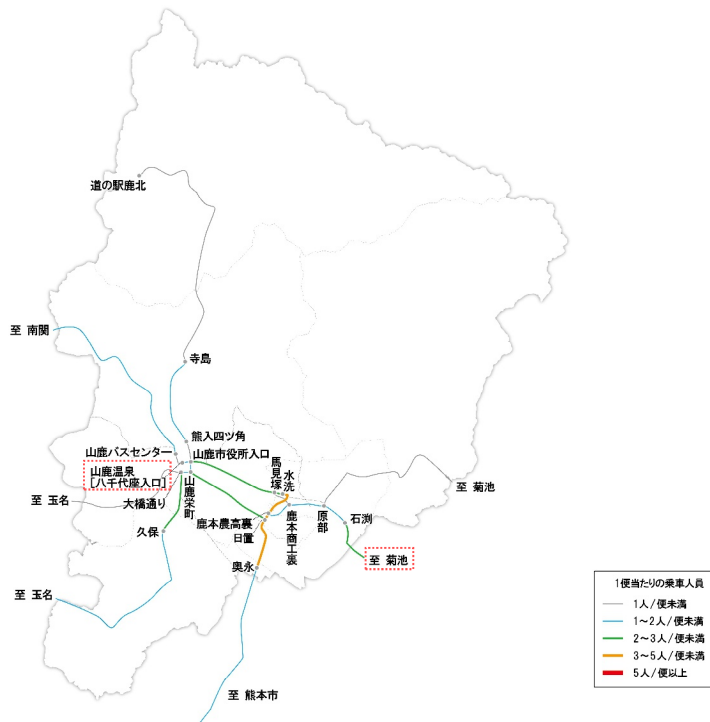 道の駅鹿北
至 南関
寺島
熊入四ツ角
山鹿バスセンター
山鹿市役所入口
山鹿温泉
[八千代座入口]
馬見塚
水洗
至 菊池
至 玉名
大橋通り
山鹿栄町
久保
鹿本農高裏
日置
鹿本商工裏
原部
石渕
至 菊池
奥永
至 玉名
至 熊本市
1便当たりの乗車人員
1人/便未満
1~2人/便未満
2~3人/便未満
3~5人/便未満
5人/便以上